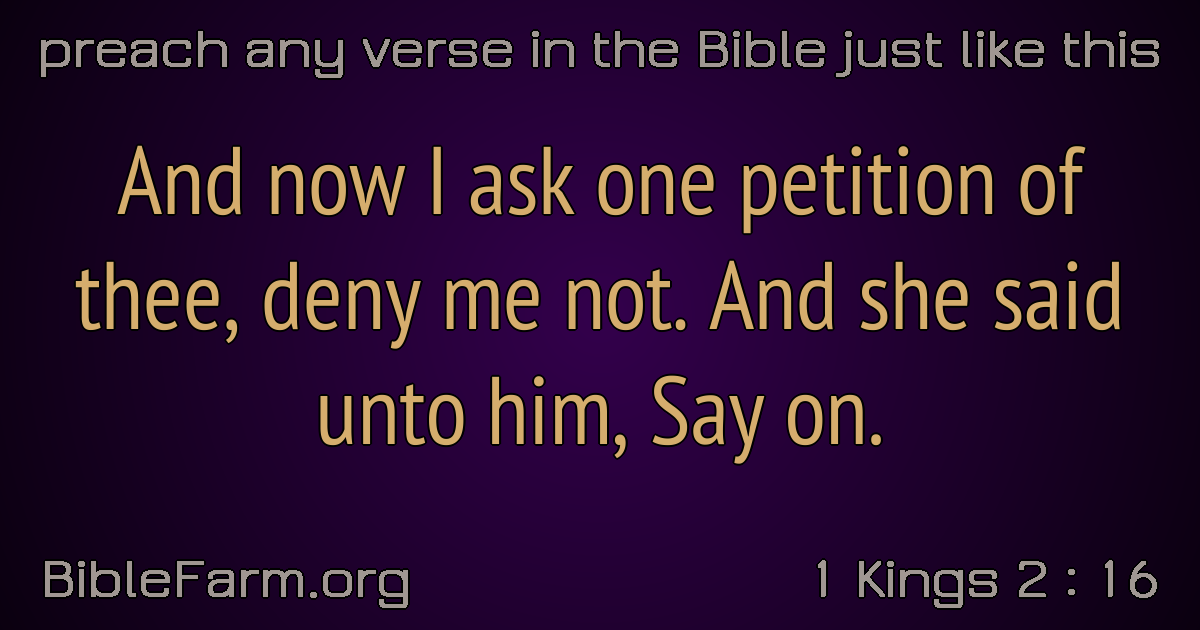 preach any verse in the Bible just like this
And now I ask one petition of
thee, deny me not. And she said
unto him, Say on.
BibleFarm.org
1 Kings 2 : 16